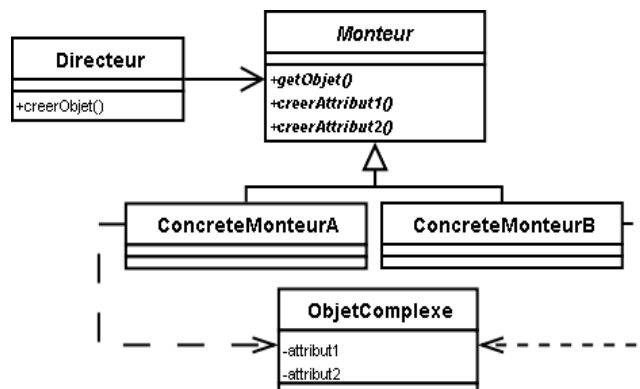 Monteur
Directeur
+creerObjet()
+getObjet()
+creerAttribut1()
+creerAttribut2()
ConcreteMonteurA
ConcreteMonteurB
ObjetComplexe
-attribut1
-attribut2